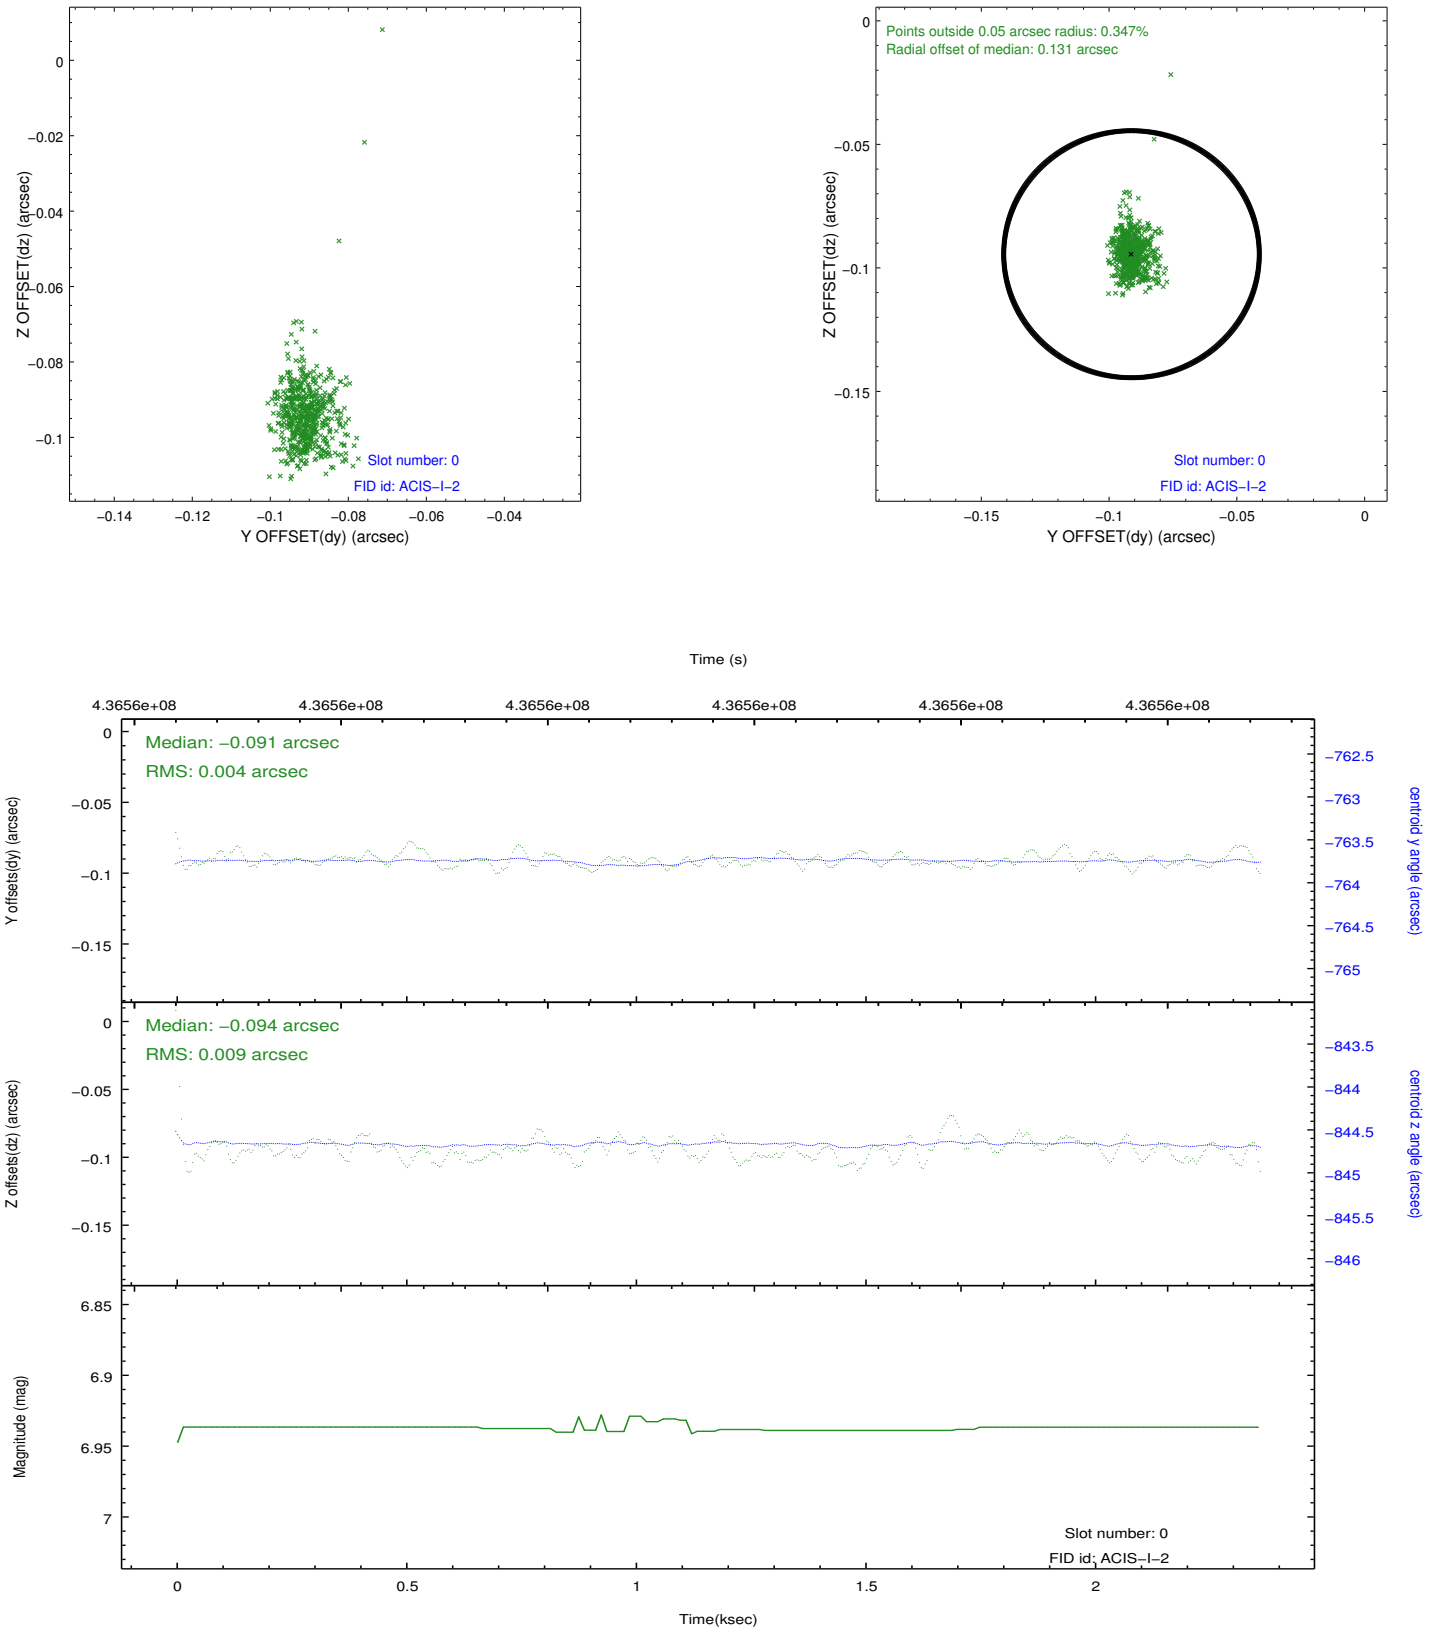 0
−0.02
−0.04
−0.06
−0.08
−0.1
Z OFFSET(dz) (arcsec)
Slot number: 0
FID id: ACIS−I−2
−0.14 −0.12 −0.1 −0.08 −0.06 −0.04
Y OFFSET(dy) (arcsec)
Points outside 0.05 arcsec radius: 0.347%
Radial offset of median: 0.131 arcsec
0
−0.05
−0.1
−0.15
Z OFFSET(dz) (arcsec)
Slot number: 0
FID id: ACIS−I−2
−0.15 −0.1 −0.05 0
Y OFFSET(dy) (arcsec)
Time (s)
4.3656e+08 4.3656e+08 4.3656e+08 4.3656e+08 4.3656e+08 4.3656e+08
Median: −0.091 arcsec
RMS: 0.004 arcsec
0
−0.05
−0.1
−0.15
Y offsets(dy) (arcsec)
−762.5
−763
−763.5
−764
−764.5
−765
centroid y angle (arcsec)
Median: −0.094 arcsec
RMS: 0.009 arcsec
0
−0.05
−0.1
−0.15
Z offsets(dz) (arcsec)
−843.5
−844
−844.5
−845
−845.5
−846
centroid z angle (arcsec)
6.85
6.9
6.95
7
Magnitude (mag)
Slot number: 0
FID id: ACIS−I−2
0 0.5 1 1.5 2
Time(ksec)